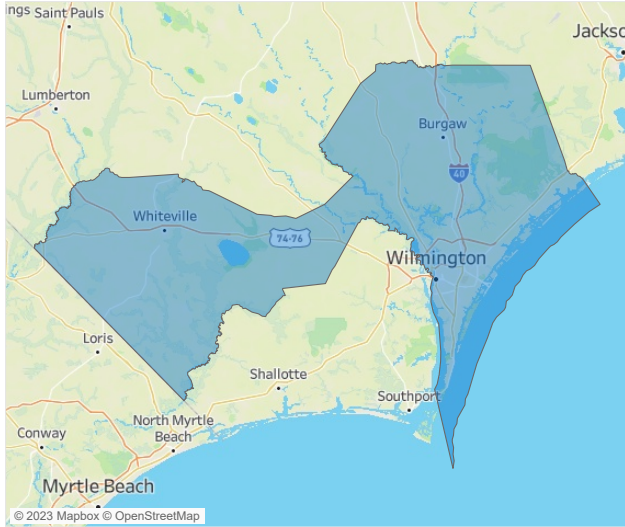 ngs
Saint Pauls
Jackso
Lumberton
Burgaw
40
Whiteville
74-76
Wilmington
Loris
Shallotte
Southport
North Myrtle
Beach
Conway
Myrtle Beach
© 2023 Mapbox © OpenStreetMap